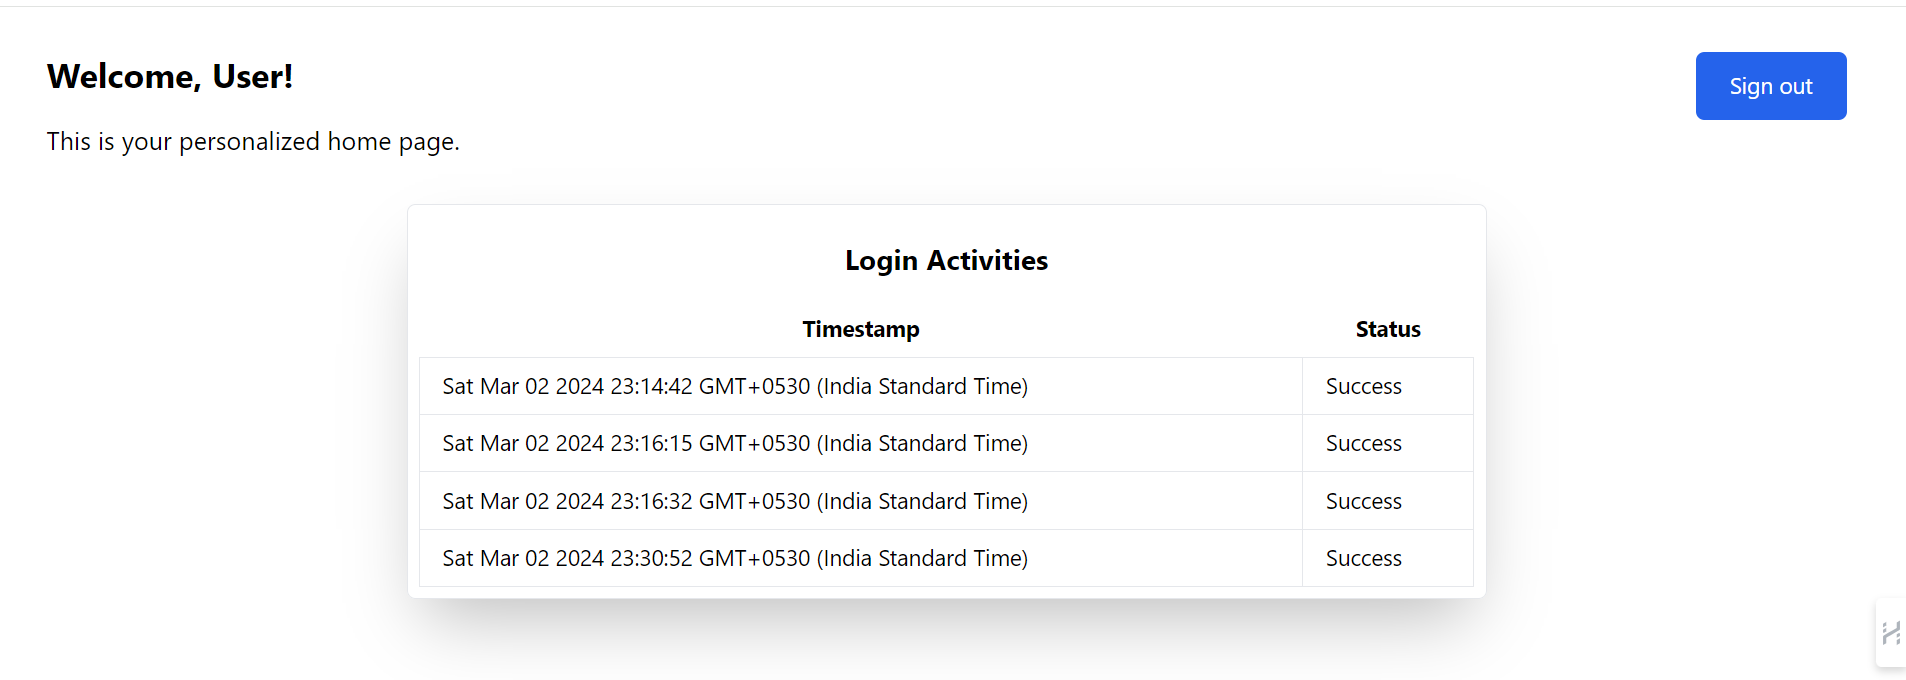 Welcome, User!
Sign out
This is your personalized home page.
Login Activities
Timestamp Status
Sat Mar 02 2024 23:14:42 GMT+0530 (India Standard Time) Success
Sat Mar 02 2024 23:16:15 GMT+0530 (India Standard Time) Success
Sat Mar 02 2024 23:16:32 GMT+0530 (India Standard Time) Success
Sat Mar 02 2024 23:30:52 GMT+0530 (India Standard Time) Success